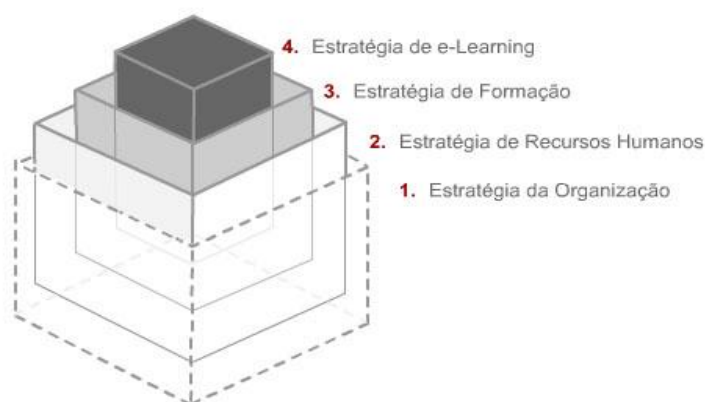 4. Estratégia de e-Learning
3. Estratégia de Formação
2. Estratégia de Recursos Humanos
1. Estratégia da Organização